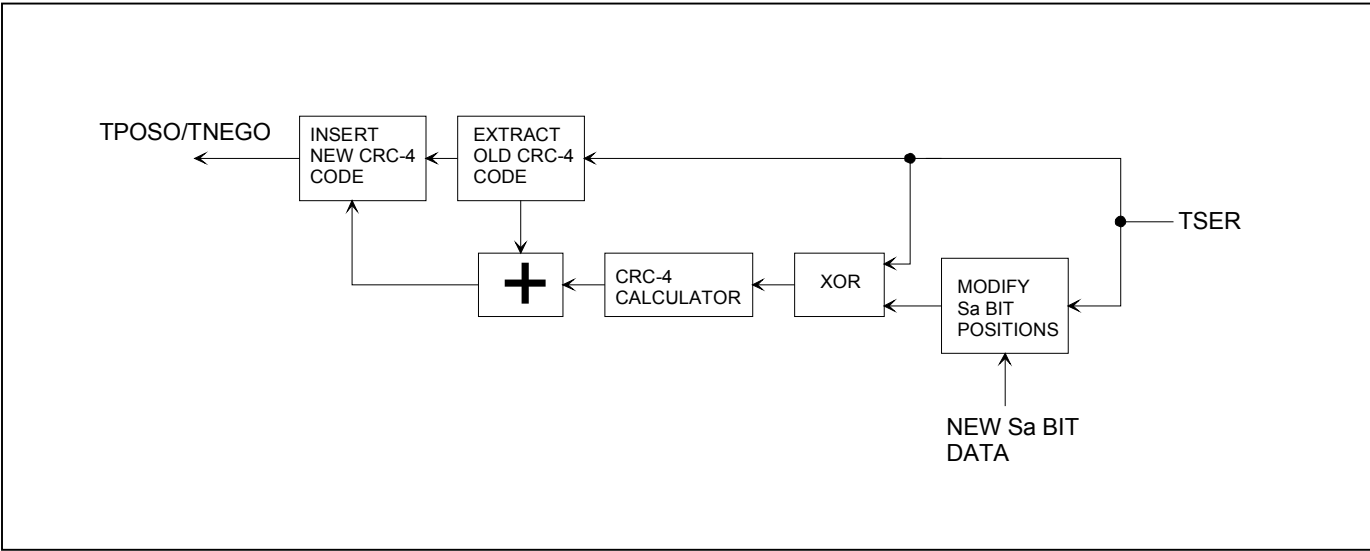 TPOSO/TNEGO
INSERT
NEW CRC-4
CODE
EXTRACT
OLD CRC-4
CODE
TSER
+
CRC-4
CALCULATOR
XOR
MODIFY
Sa BIT
POSITIONS
NEW Sa BIT
DATA